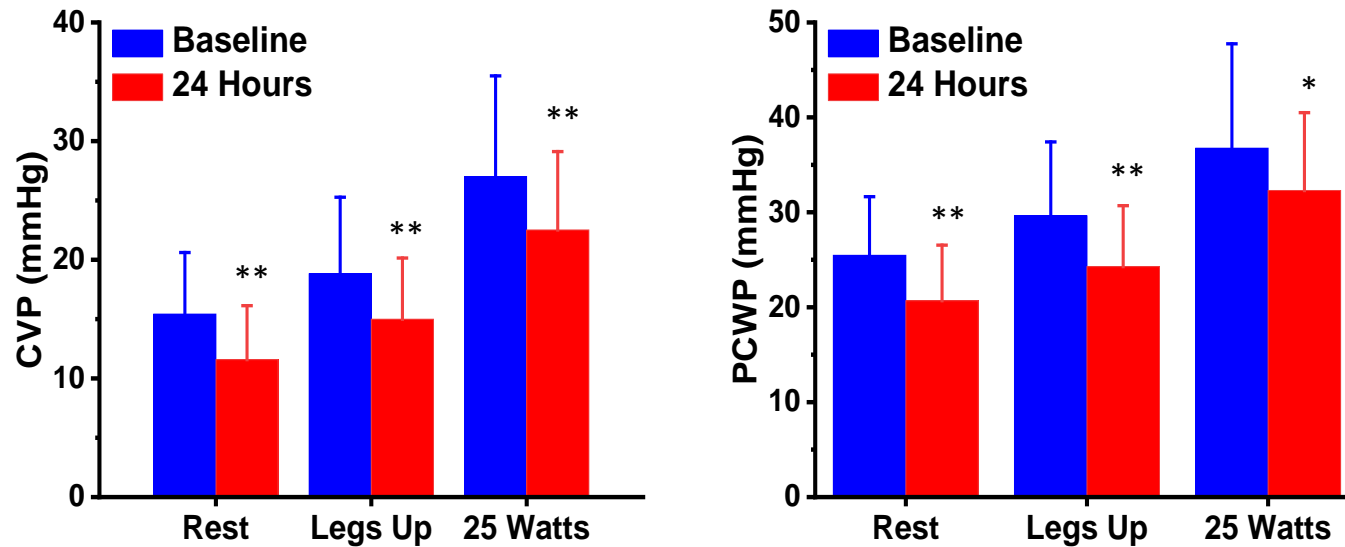 CVP (mmHg)
40
30
20
10
0
Baseline
24 Hours
**
**
**
Rest
Legs Up
25 Watts
PCWP (mmHg)
50
40
30
20
10
0
Baseline
24 Hours
**
**
*
Rest
Legs Up
25 Watts